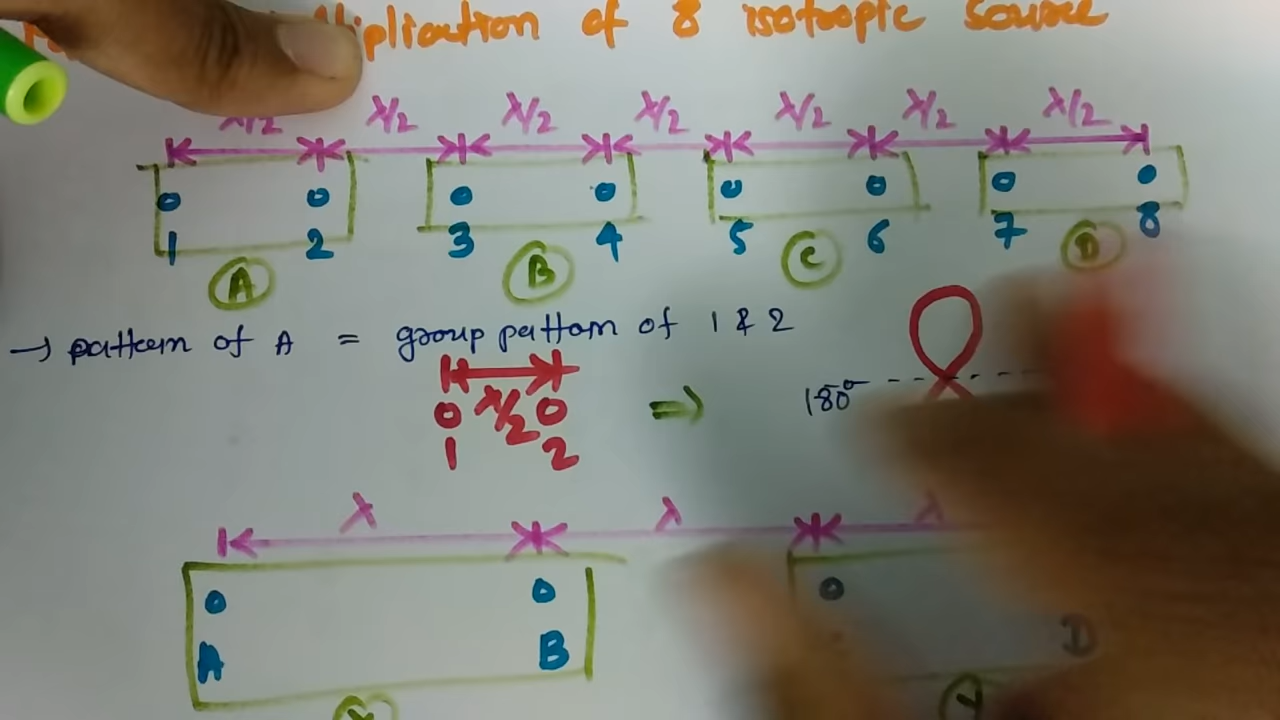 of 8 isotropic source
λ/2 λ/2 λ/2 λ/2 λ/2 λ/2 λ/2
1 2 3 4 5 6 7 8
A B C D
→ pattern of A = group pattern of 1 & 2
λ/2
1 2
⇒
180°
λ λ λ
A B D